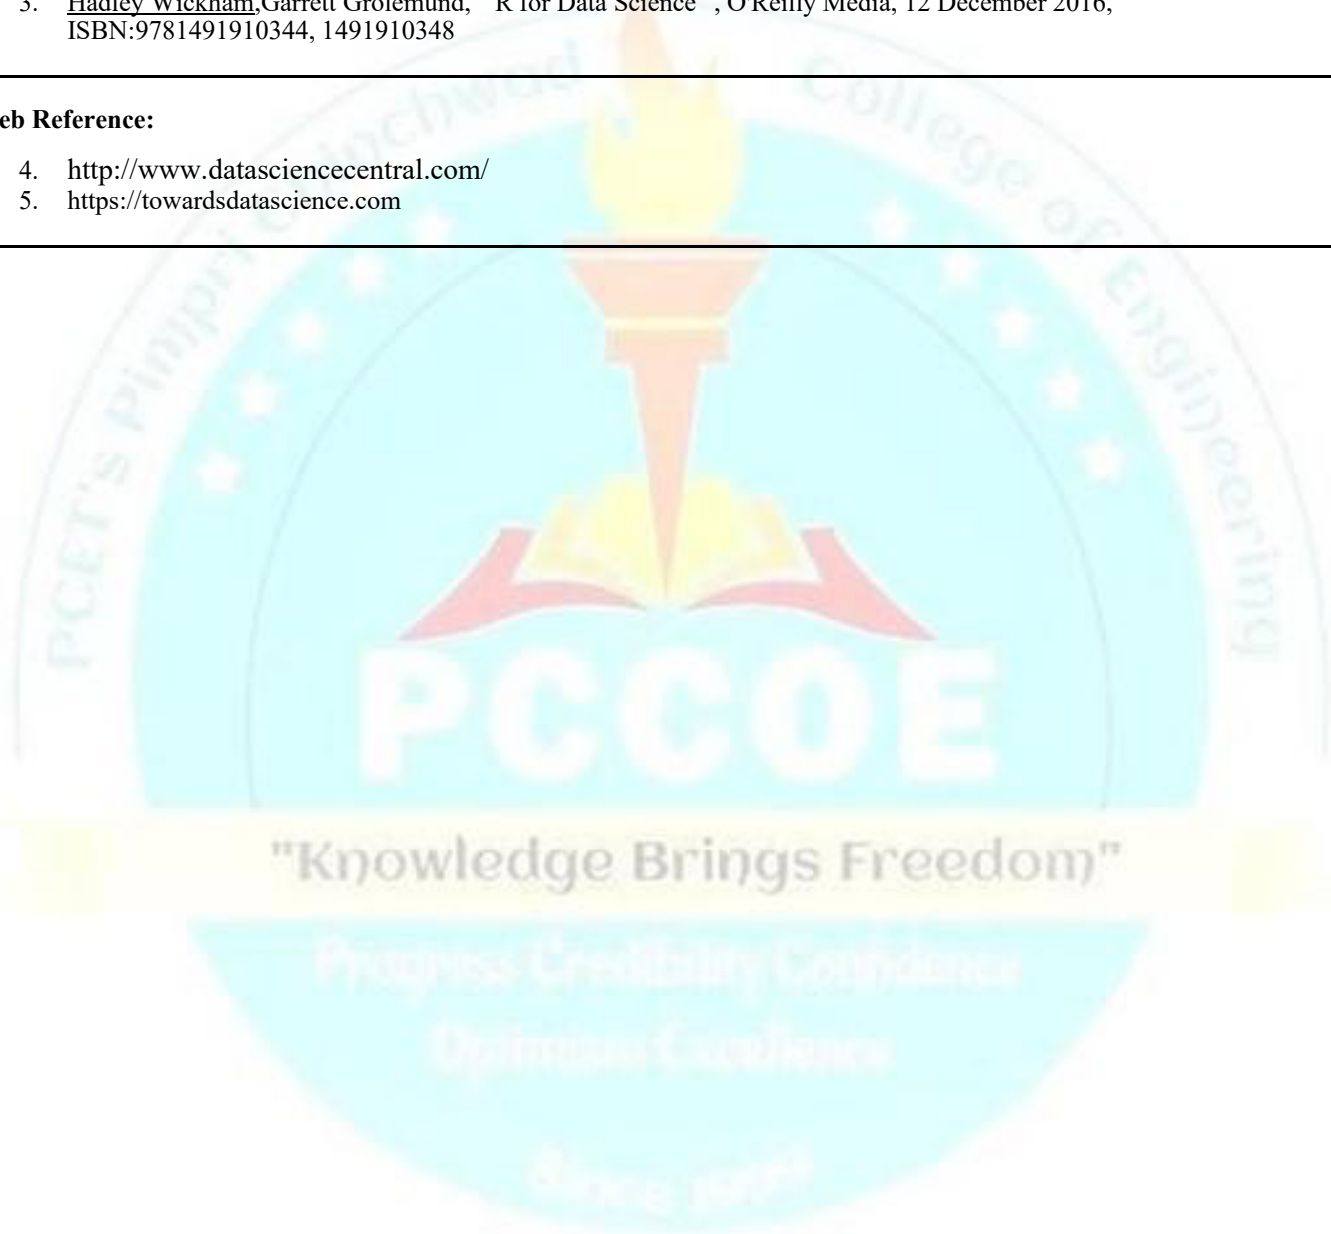 3. Hadley Wickham,Garrett Grolemund, R for Data Science , O'Reilly Media, 12 December 2016,
ISBN:9781491910344, 1491910348
eb Reference:
4. http://www.datasciencecentral.com/
5. https://towardsdatascience.com
PCET's Pimpri Chinchwad College of Engineering
PCCOE
"Knowledge Brings Freedom"
Progress Credibility Confidence
Optimism Excellence
Since